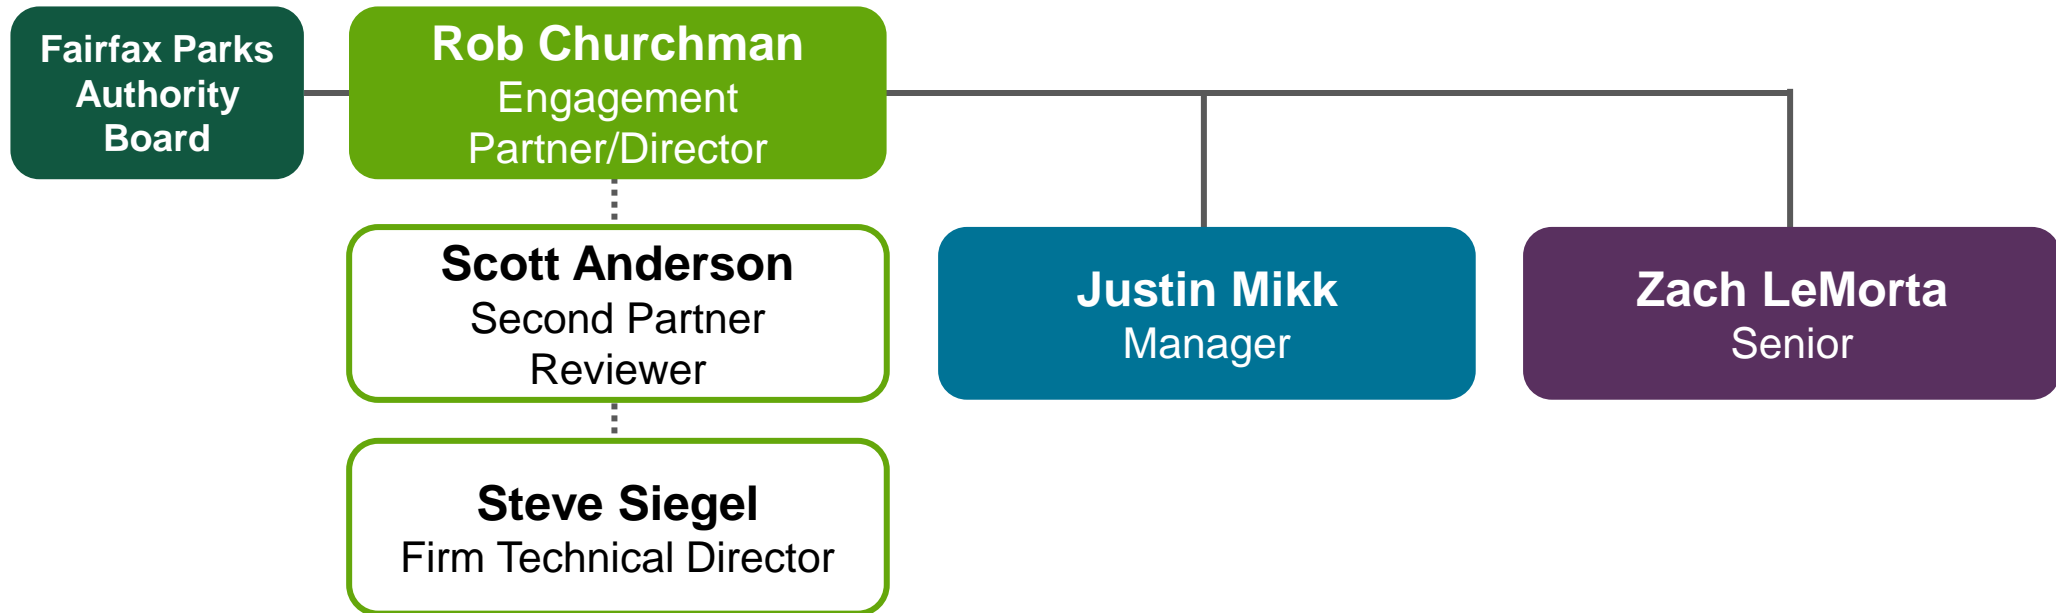 Fairfax Parks
Authority
Board
Rob Churchman
Engagement
Partner/Director
Scott Anderson
Second Partner
Reviewer
Steve Siegel
Firm Technical Director
Justin Mikk
Manager
Zach LeMorta
Senior